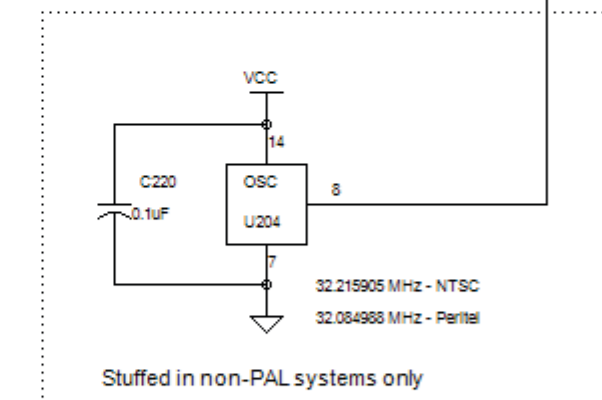 VCC
14
C220
OSC
8
0.1uF
U204
7
32.215905 MHz - NTSC
32.084988 MHz - Peritel
Stuffed in non-PAL systems only